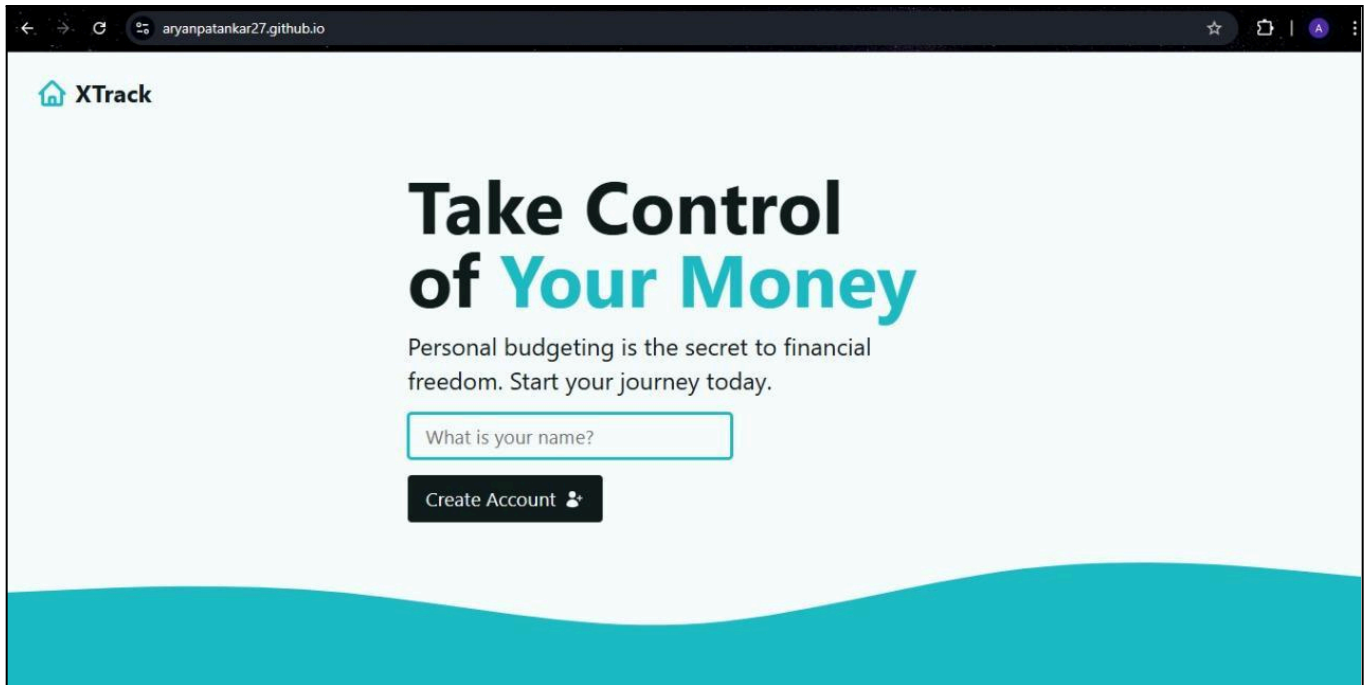 aryanpatankar27.github.io
A
XTrack
Take Control
of Your Money
Personal budgeting is the secret to financial
freedom. Start your journey today.
What is your name?
Create Account